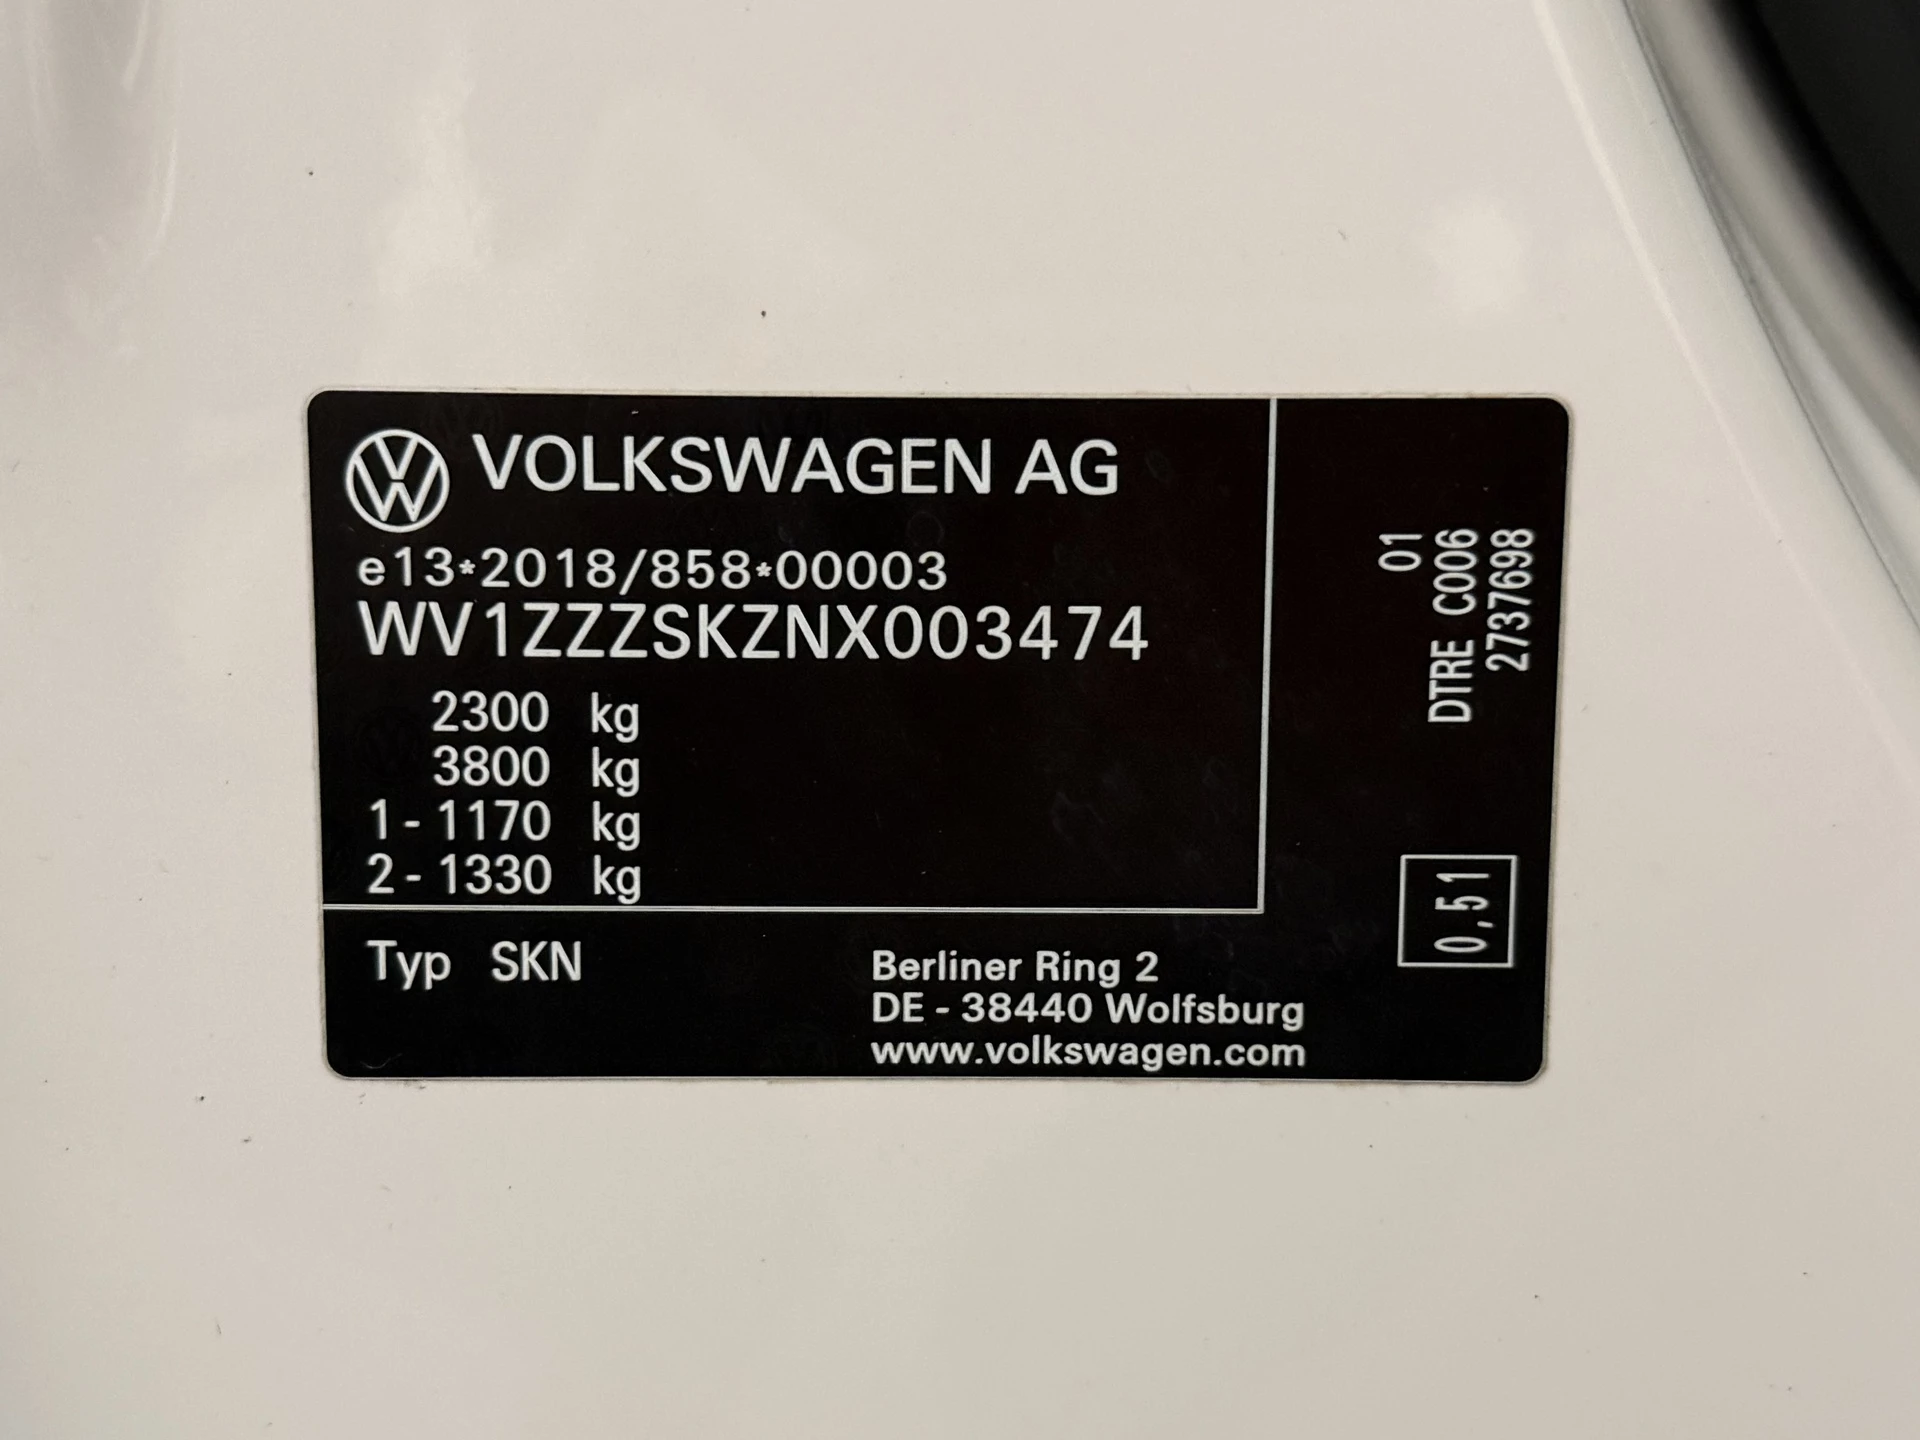 VOLKSWAGEN AG
e13*2018/858*00003
WV1ZZZSKZNX003474
2300 kg
3800 kg
1 - 1170 kg
2 - 1330 kg
Typ SKN
Berliner Ring 2
DE - 38440 Wolfsburg
www.volkswagen.com
01
DTRE C006
2737698
0,51